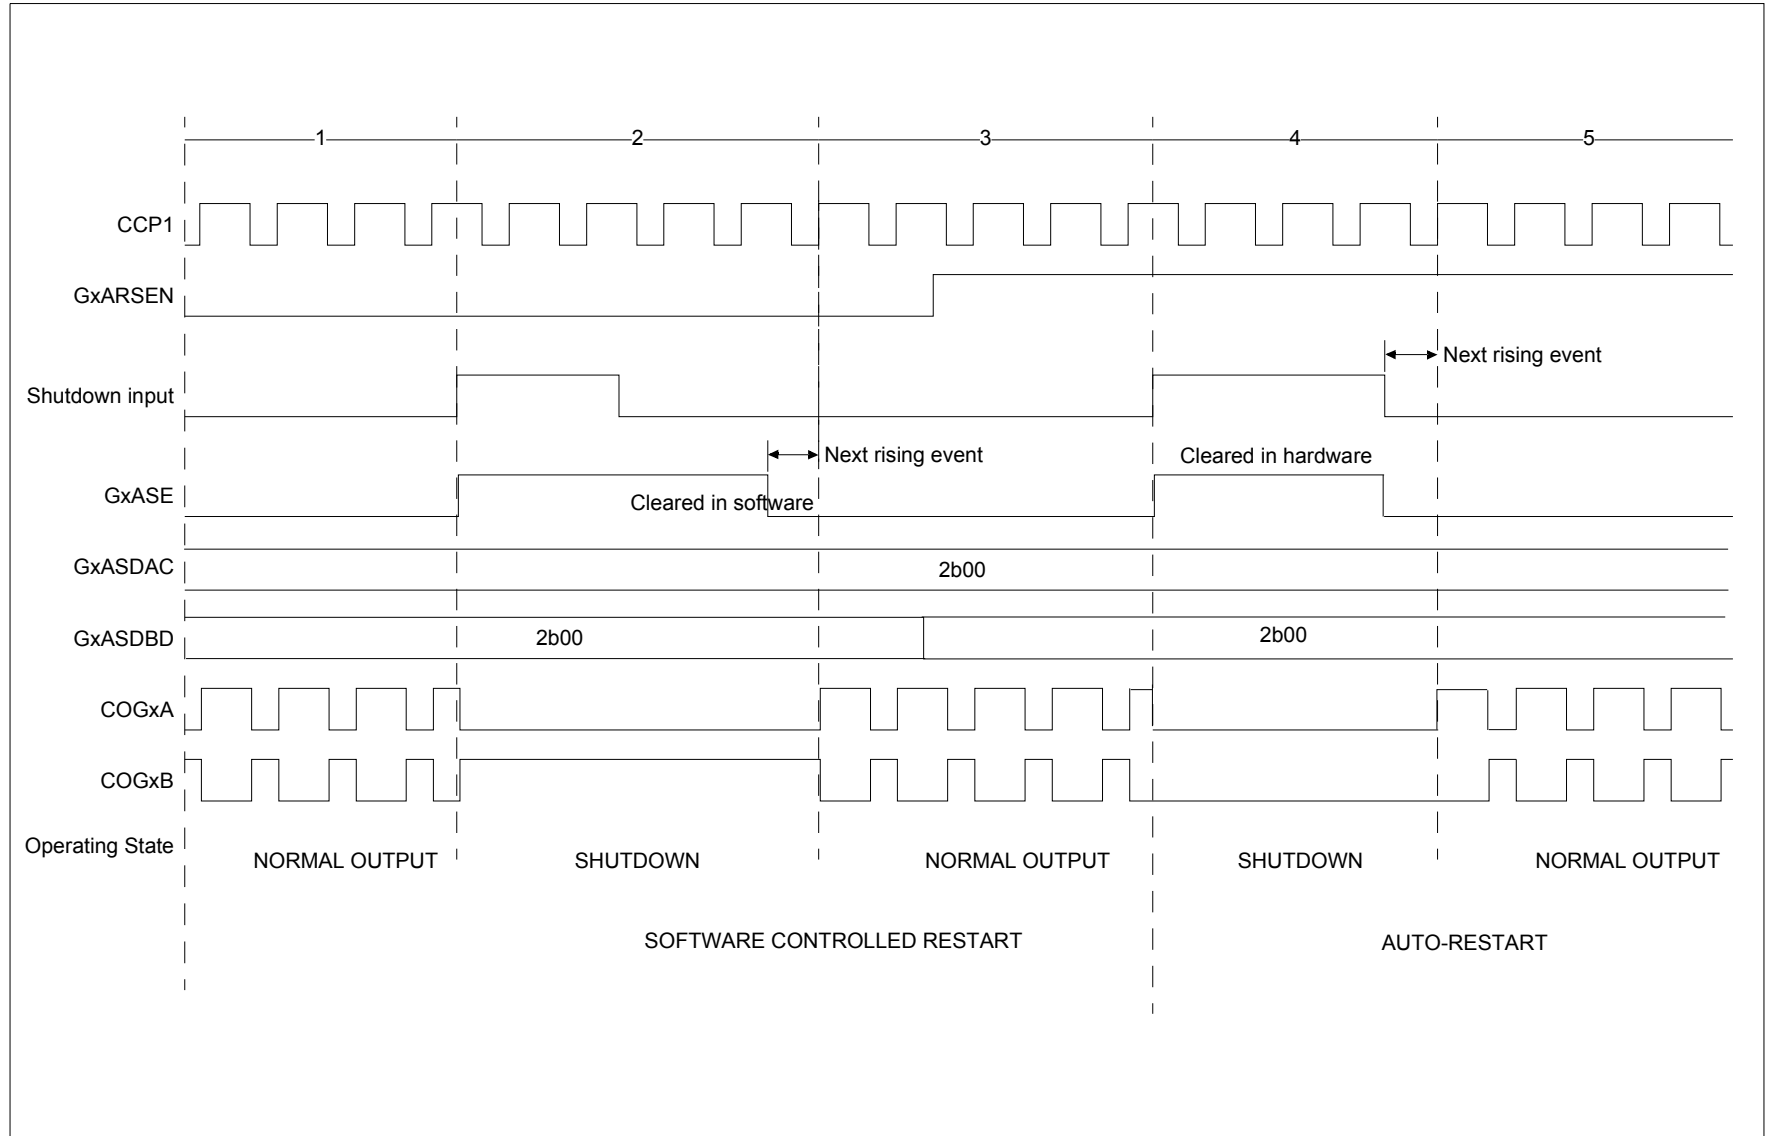 1 2 3 4 5
CCP1
GxARSEN
Next rising event
Shutdown input
Next rising event Cleared in hardware
GxASE
Cleared in software
GxASDAC 2b00
GxASDBD 2b00 2b00
COGxA
COGxB
Operating State
NORMAL OUTPUT SHUTDOWN NORMAL OUTPUT SHUTDOWN NORMAL OUTPUT
SOFTWARE CONTROLLED RESTART AUTO-RESTART